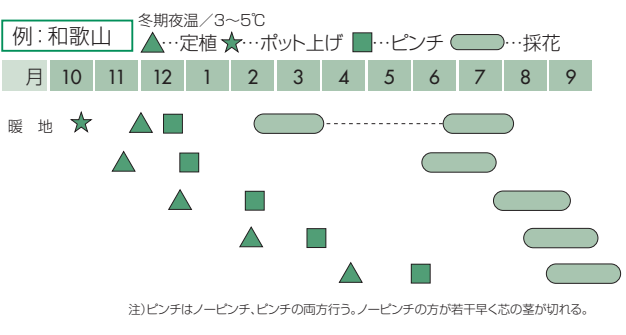 冬期夜温／3〜5℃
例：和歌山
▲…定植 ★…ポット上げ ■…ピンチ …採花
月 10 11 12 1 2 3 4 5 6 7 8 9
暖 地
注）ピンチはノーピンチ、ピンチの両方行う。ノーピンチの方が若干早く芯の茎が切れる。